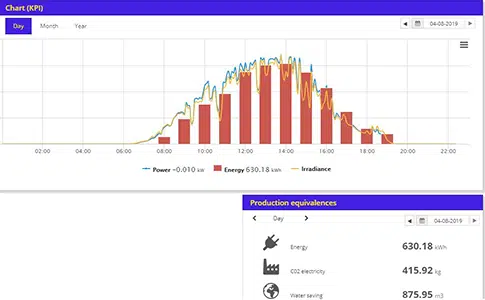 Chart (KPI)
Day Month Year 04-08-2019
02:00 04:00 06:00 08:00 10:00 12:00 14:00 16:00 18:00 20:00 22:00
Power -0.010 kW Energy 630.18 kWh Irradiance
Production equivalences
Day 04-08-2019
Energy 630.18 kWh
C02 electricity 415.92 kg
Water saving 875.95 m3